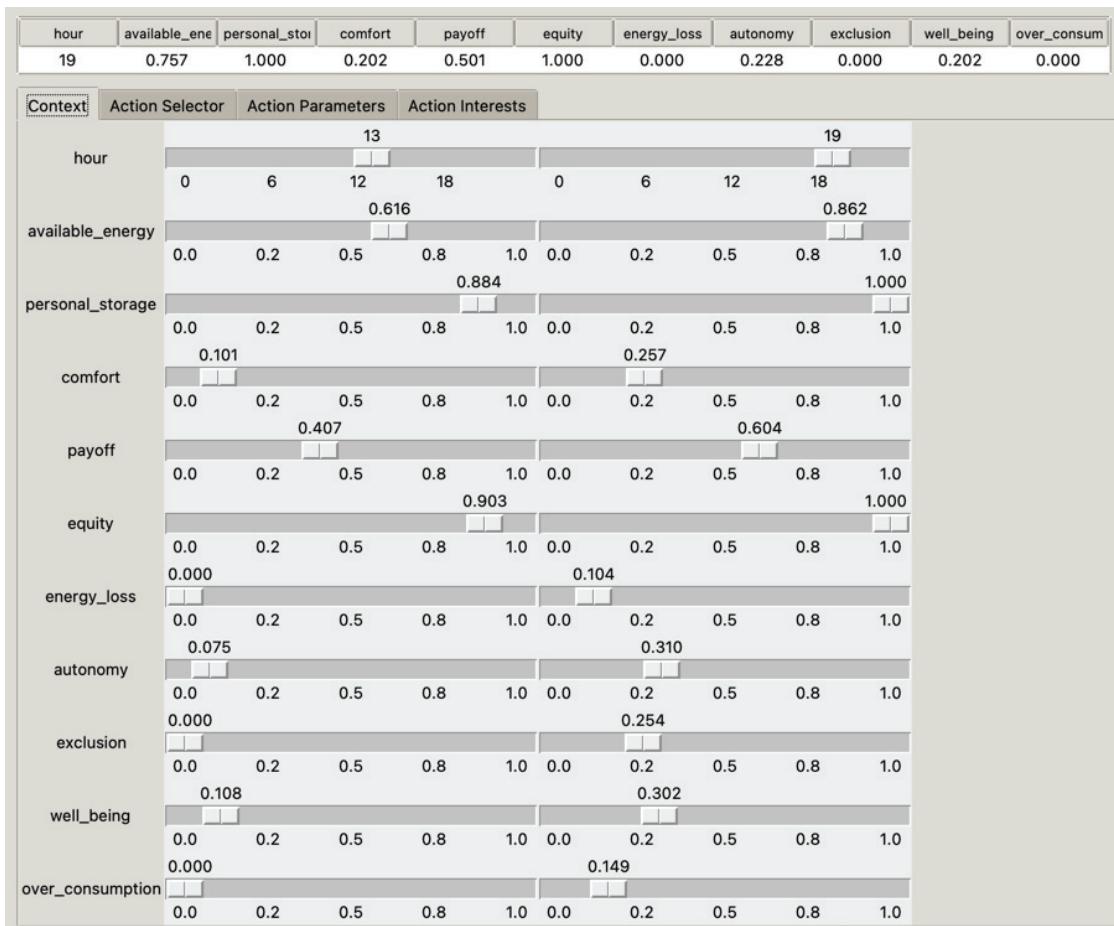 hour available_ene personal_stor comfort payoff equity energy_loss autonomy exclusion well_being over_consum
19 0.757 1.000 0.202 0.501 1.000 0.000 0.228 0.000 0.202 0.000
Context Action Selector Action Parameters Action Interests
13 19
hour
0 6 12 18 0 6 12 18
0.616 0.862
available_energy
0.0 0.2 0.5 0.8 1.0 0.0 0.2 0.5 0.8 1.0
0.884 1.000
personal_storage
0.0 0.2 0.5 0.8 1.0 0.0 0.2 0.5 0.8 1.0
0.101 0.257
comfort
0.0 0.2 0.5 0.8 1.0 0.0 0.2 0.5 0.8 1.0
0.407 0.604
payoff
0.0 0.2 0.5 0.8 1.0 0.0 0.2 0.5 0.8 1.0
0.903 1.000
equity
0.0 0.2 0.5 0.8 1.0 0.0 0.2 0.5 0.8 1.0
0.000 0.104
energy_loss
0.0 0.2 0.5 0.8 1.0 0.0 0.2 0.5 0.8 1.0
0.075 0.310
autonomy
0.0 0.2 0.5 0.8 1.0 0.0 0.2 0.5 0.8 1.0
0.000 0.254
exclusion
0.0 0.2 0.5 0.8 1.0 0.0 0.2 0.5 0.8 1.0
0.108 0.302
well_being
0.0 0.2 0.5 0.8 1.0 0.0 0.2 0.5 0.8 1.0
0.000 0.149
over_consumption
0.0 0.2 0.5 0.8 1.0 0.0 0.2 0.5 0.8 1.0